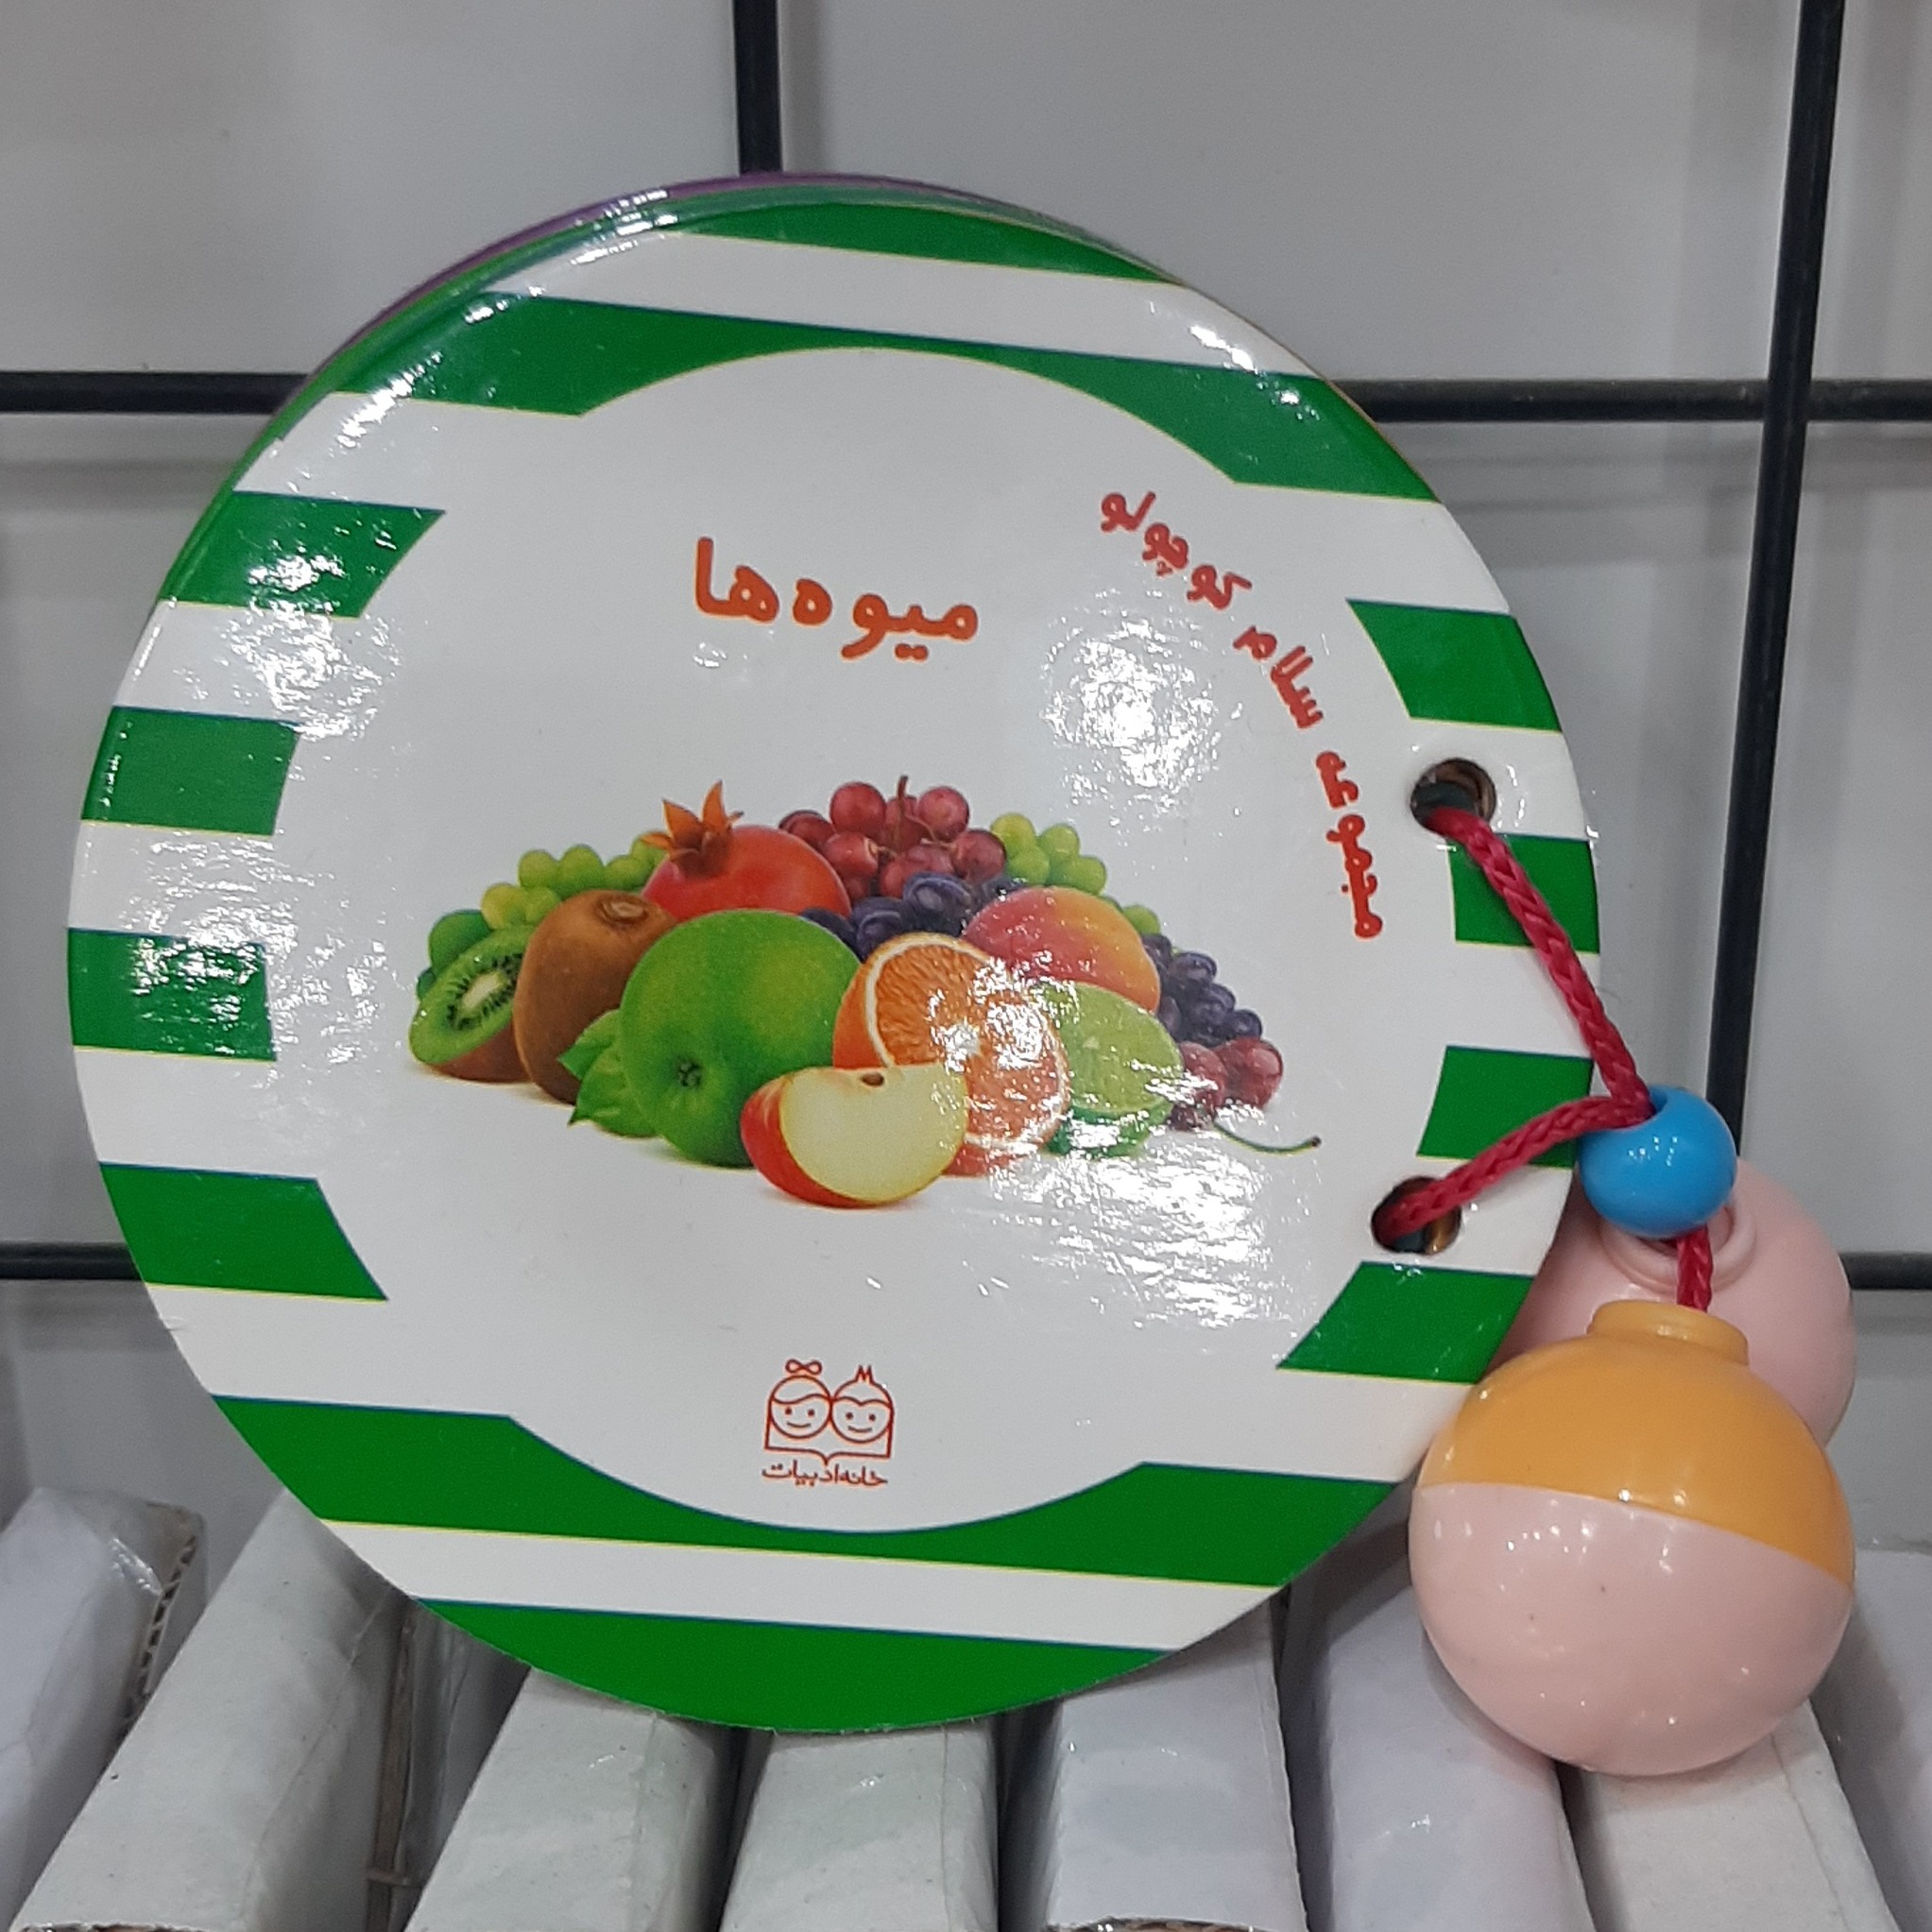 مجموعه سلام کوچولو
میوه‌ها
خانه ادبیات